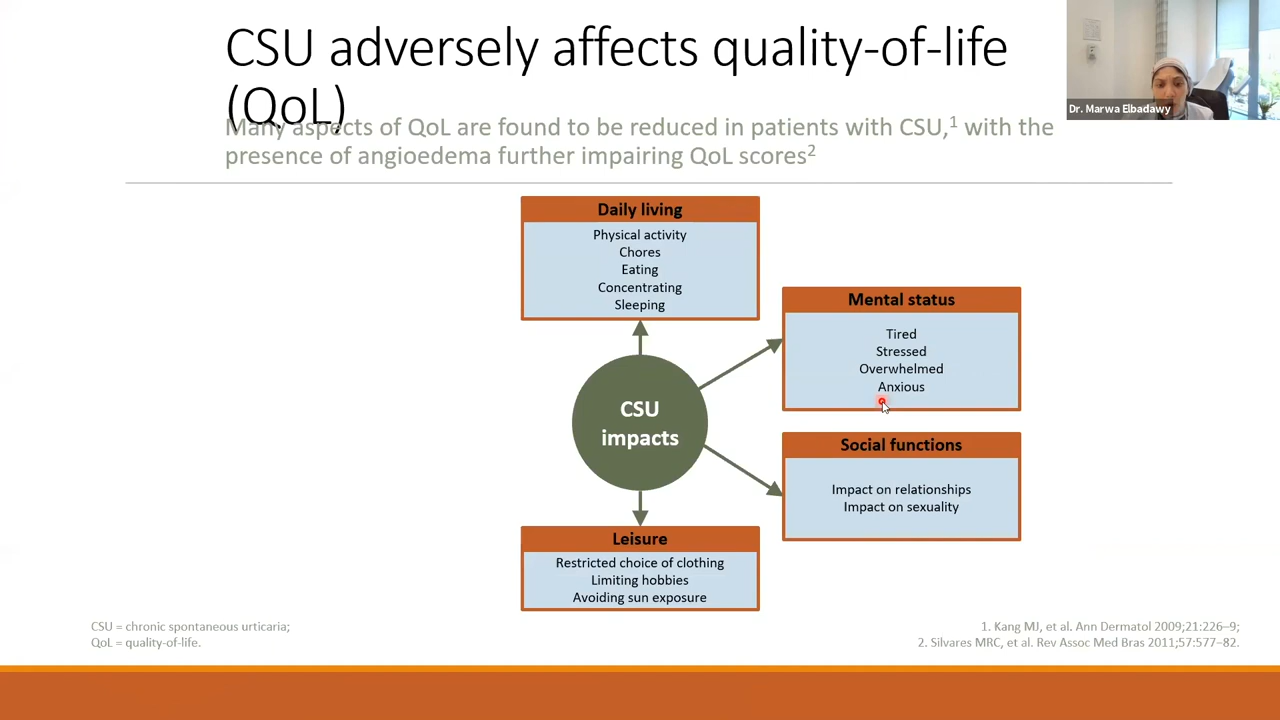 CSU adversely affects quality-of-life
(QoL)
Many aspects of QoL are found to be reduced in patients with CSU,1 with the
presence of angioedema further impairing QoL scores2
Dr. Marwa Elbadawy
Daily living
Physical activity
Chores
Eating
Concentrating
Sleeping
Mental status
Tired
Stressed
Overwhelmed
Anxious
CSU
impacts
Social functions
Impact on relationships
Impact on sexuality
Leisure
Restricted choice of clothing
Limiting hobbies
Avoiding sun exposure
CSU = chronic spontaneous urticaria;
QoL = quality-of-life.
1. Kang MJ, et al. Ann Dermatol 2009;21:226–9;
2. Silvares MRC, et al. Rev Assoc Med Bras 2011;57:577–82.